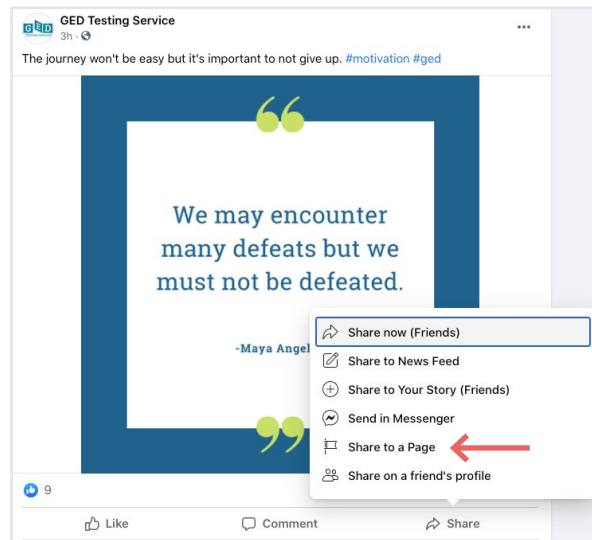 GED Testing Service
3h ·
The journey won't be easy but it's important to not give up. #motivation #ged
We may encounter
many defeats but we
must not be defeated.
-Maya Angel
Share now (Friends)
Share to News Feed
Share to Your Story (Friends)
Send in Messenger
Share to a Page
Share on a friend's profile
9
Like Comment Share